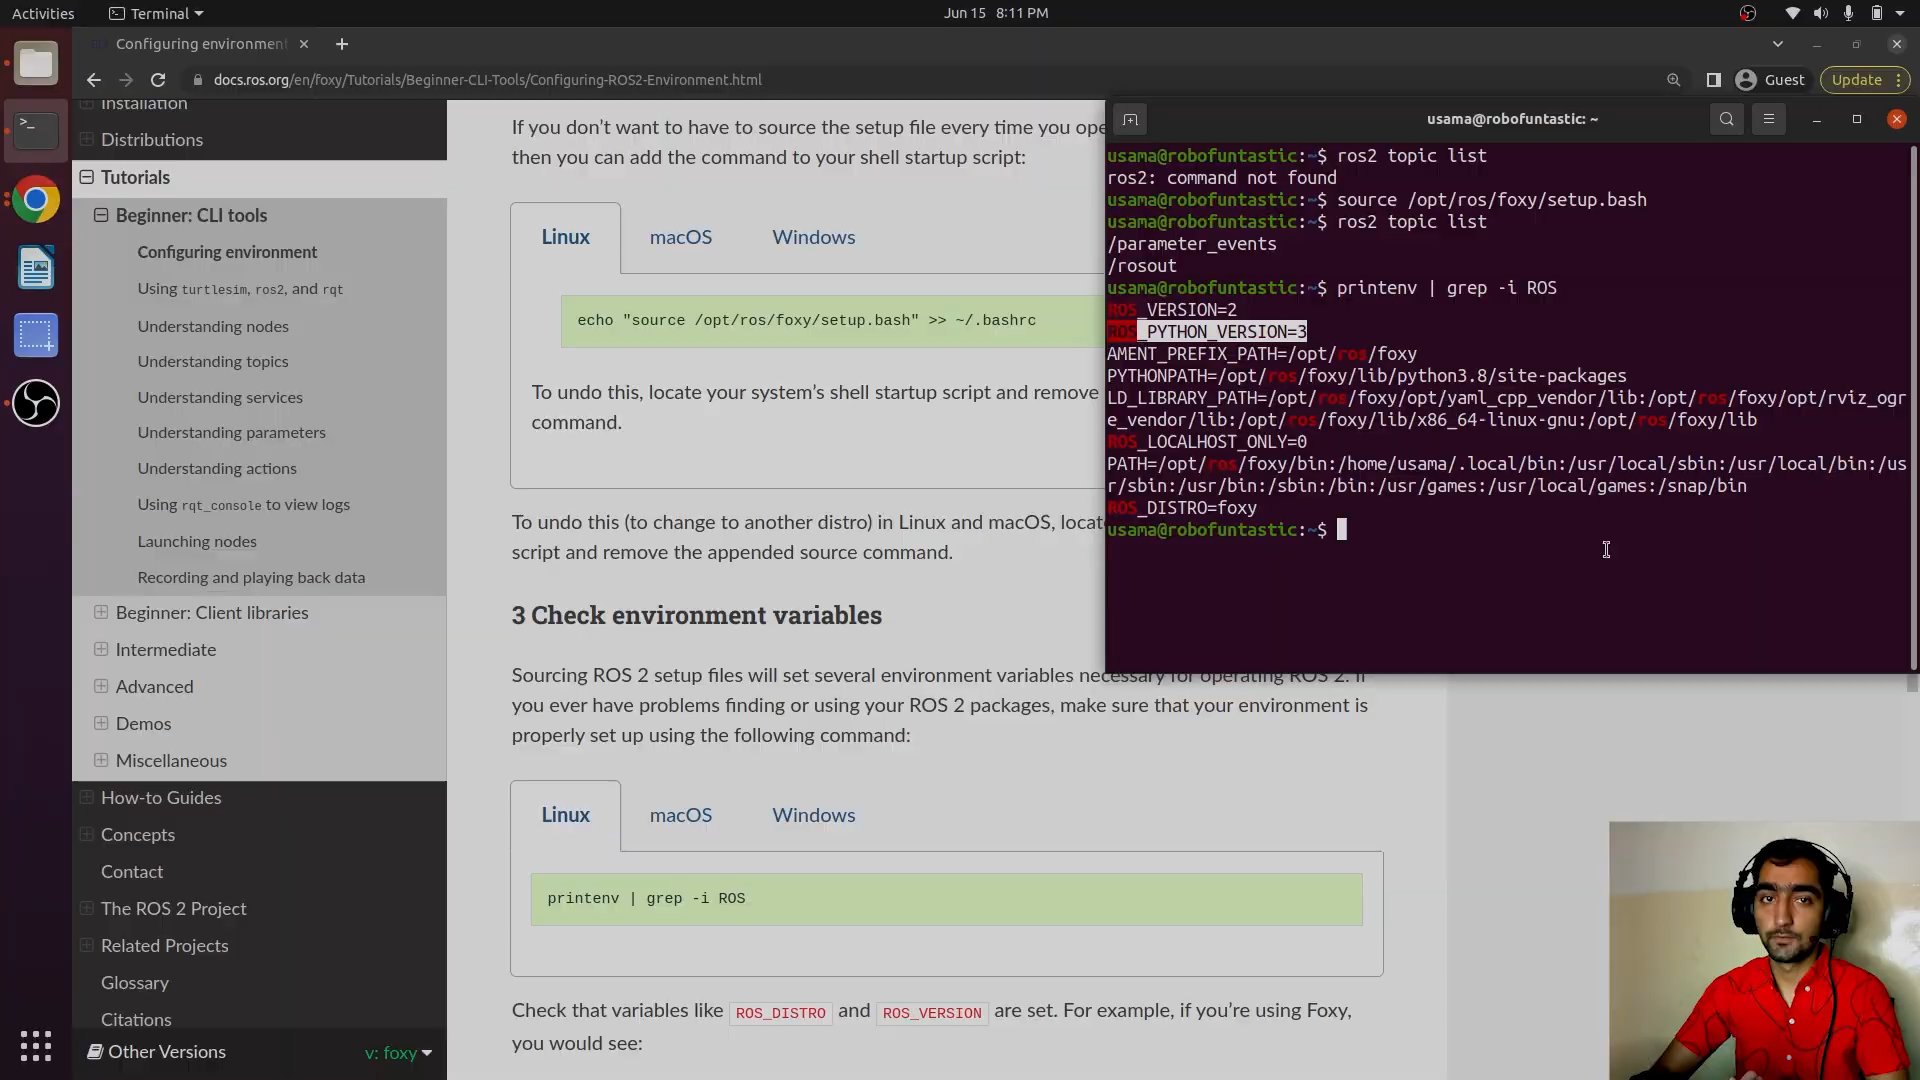 Activities
Terminal
Jun 15 8:11 PM
Configuring environment
docs.ros.org/en/foxy/Tutorials/Beginner-CLI-Tools/Configuring-ROS2-Environment.html
Guest
Update
Installation
Distributions
Tutorials
Beginner: CLI tools
Configuring environment
Using turtlesim, ros2, and rqt
Understanding nodes
Understanding topics
Understanding services
Understanding parameters
Understanding actions
Using rqt_console to view logs
Launching nodes
Recording and playing back data
Beginner: Client libraries
Intermediate
Advanced
Demos
Miscellaneous
How-to Guides
Concepts
Contact
The ROS 2 Project
Related Projects
Glossary
Citations
Other Versions
v: foxy
If you don’t want to have to source the setup file every time you ope
then you can add the command to your shell startup script:
Linux macOS Windows
echo "source /opt/ros/foxy/setup.bash" >> ~/.bashrc
To undo this, locate your system’s shell startup script and remove
command.
To undo this (to change to another distro) in Linux and macOS, locat
script and remove the appended source command.
3 Check environment variables
Sourcing ROS 2 setup files will set several environment variables necessary for operating ROS 2. If
you ever have problems finding or using your ROS 2 packages, make sure that your environment is
properly set up using the following command:
Linux macOS Windows
printenv | grep -i ROS
Check that variables like ROS_DISTRO and ROS_VERSION are set. For example, if you’re using Foxy,
you would see:
usama@robofuntastic: ~
usama@robofuntastic:~$ ros2 topic list
ros2: command not found
usama@robofuntastic:~$ source /opt/ros/foxy/setup.bash
usama@robofuntastic:~$ ros2 topic list
/parameter_events
/rosout
usama@robofuntastic:~$ printenv | grep -i ROS
ROS_VERSION=2
ROS_PYTHON_VERSION=3
AMENT_PREFIX_PATH=/opt/ros/foxy
PYTHONPATH=/opt/ros/foxy/lib/python3.8/site-packages
LD_LIBRARY_PATH=/opt/ros/foxy/opt/yaml_cpp_vendor/lib:/opt/ros/foxy/opt/rviz_ogr
e_vendor/lib:/opt/ros/foxy/lib/x86_64-linux-gnu:/opt/ros/foxy/lib
ROS_LOCALHOST_ONLY=0
PATH=/opt/ros/foxy/bin:/home/usama/.local/bin:/usr/local/sbin:/usr/local/bin:/us
r/sbin:/usr/bin:/sbin:/bin:/usr/games:/usr/local/games:/snap/bin
ROS_DISTRO=foxy
usama@robofuntastic:~$